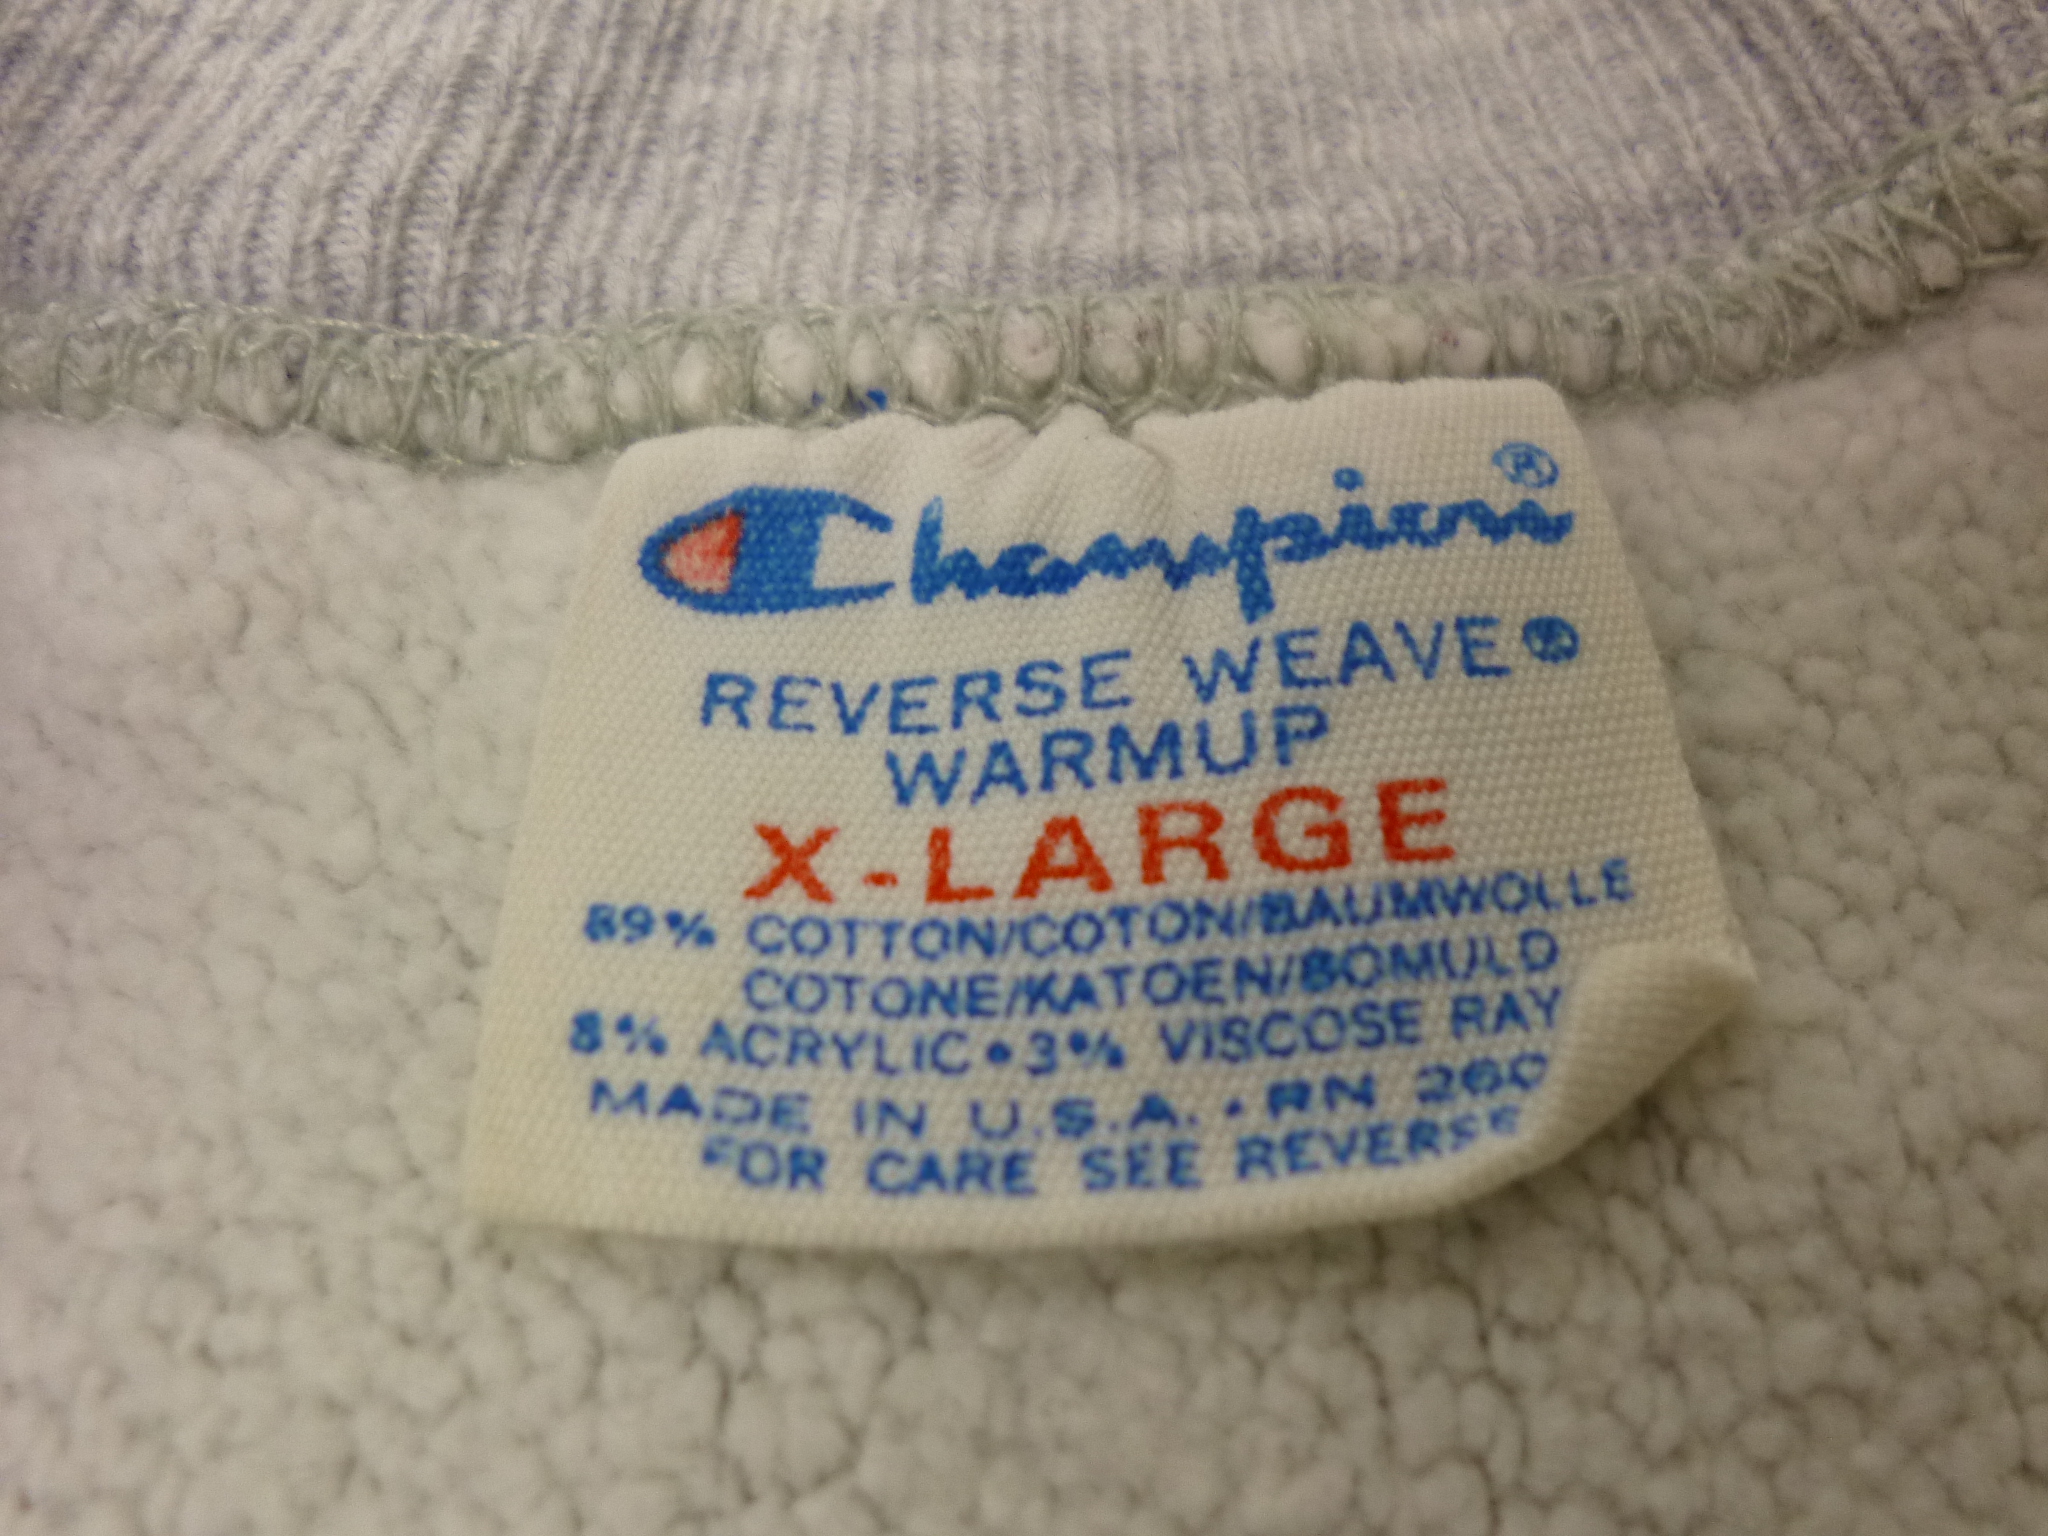 Champion®
REVERSE WEAVE®
WARMUP
X-LARGE
89% COTTON/COTON/BAUMWOLLE
COTONE/KATOEN/BOMULD
8% ACRYLIC • 3% VISCOSE RAY
MADE IN U.S.A. • RN 260
FOR CARE SEE REVERSE